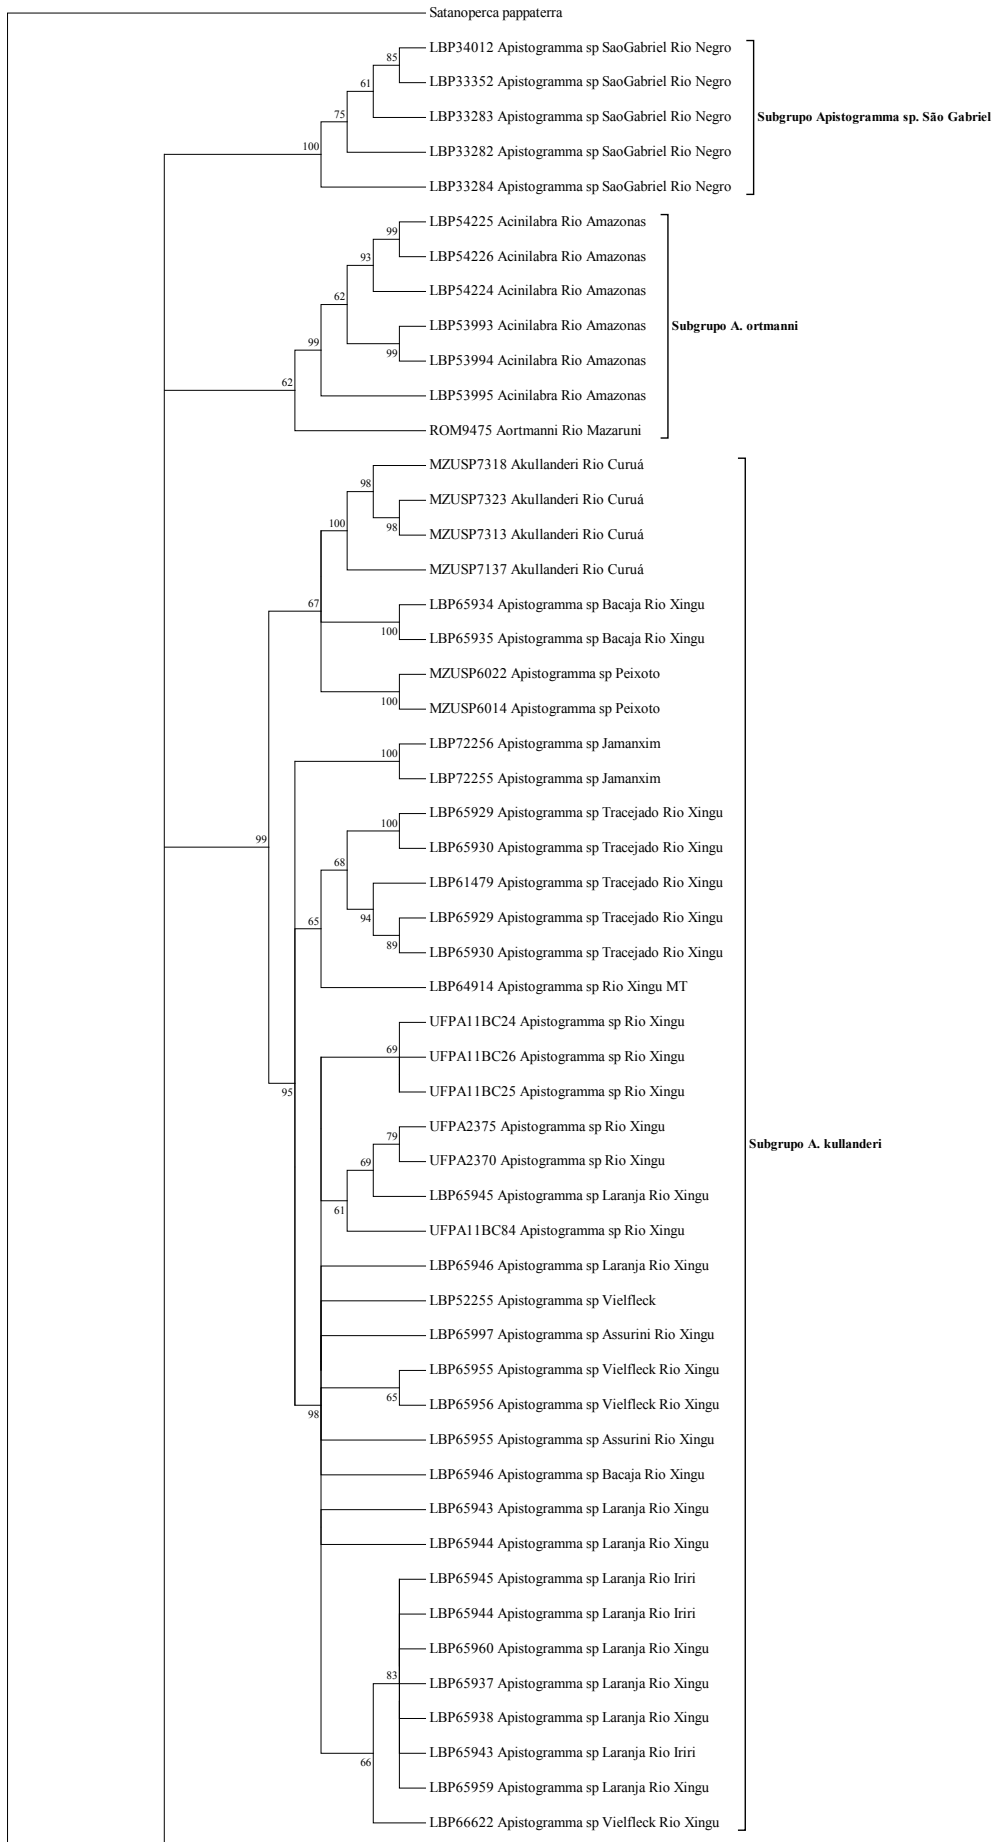 Satanoperca pappaterra
LBP34012 Apistogramma sp SaoGabriel Rio Negro
85
LBP33352 Apistogramma sp SaoGabriel Rio Negro
61
LBP33283 Apistogramma sp SaoGabriel Rio Negro
Subgrupo Apistogramma sp. São Gabriel
75
LBP33282 Apistogramma sp SaoGabriel Rio Negro
100
LBP33284 Apistogramma sp SaoGabriel Rio Negro
LBP54225 Acinilabra Rio Amazonas
99
LBP54226 Acinilabra Rio Amazonas
93
LBP54224 Acinilabra Rio Amazonas
62
LBP53993 Acinilabra Rio Amazonas
Subgrupo A. ortmanni
99
LBP53994 Acinilabra Rio Amazonas
99
LBP53995 Acinilabra Rio Amazonas
62
ROM9475 Aortmanni Rio Mazaruni
MZUSP7318 Akullanderi Rio Curuá
98
MZUSP7323 Akullanderi Rio Curuá
100
98
MZUSP7313 Akullanderi Rio Curuá
MZUSP7137 Akullanderi Rio Curuá
67
LBP65934 Apistogramma sp Bacaja Rio Xingu
100
LBP65935 Apistogramma sp Bacaja Rio Xingu
MZUSP6022 Apistogramma sp Peixoto
100
MZUSP6014 Apistogramma sp Peixoto
LBP72256 Apistogramma sp Jamanxim
100
LBP72255 Apistogramma sp Jamanxim
LBP65929 Apistogramma sp Tracejado Rio Xingu
100
99
LBP65930 Apistogramma sp Tracejado Rio Xingu
68
LBP61479 Apistogramma sp Tracejado Rio Xingu
94
65
LBP65929 Apistogramma sp Tracejado Rio Xingu
89
LBP65930 Apistogramma sp Tracejado Rio Xingu
LBP64914 Apistogramma sp Rio Xingu MT
UFPA11BC24 Apistogramma sp Rio Xingu
69
UFPA11BC26 Apistogramma sp Rio Xingu
95
UFPA11BC25 Apistogramma sp Rio Xingu
UFPA2375 Apistogramma sp Rio Xingu
79
Subgrupo A. kullanderi
UFPA2370 Apistogramma sp Rio Xingu
69
LBP65945 Apistogramma sp Laranja Rio Xingu
61
UFPA11BC84 Apistogramma sp Rio Xingu
LBP65946 Apistogramma sp Laranja Rio Xingu
LBP52255 Apistogramma sp Vielfleck
LBP65997 Apistogramma sp Assurini Rio Xingu
LBP65955 Apistogramma sp Vielfleck Rio Xingu
65
LBP65956 Apistogramma sp Vielfleck Rio Xingu
98
LBP65955 Apistogramma sp Assurini Rio Xingu
LBP65946 Apistogramma sp Bacaja Rio Xingu
LBP65943 Apistogramma sp Laranja Rio Xingu
LBP65944 Apistogramma sp Laranja Rio Xingu
LBP65945 Apistogramma sp Laranja Rio Iriri
LBP65944 Apistogramma sp Laranja Rio Iriri
LBP65960 Apistogramma sp Laranja Rio Xingu
83
LBP65937 Apistogramma sp Laranja Rio Xingu
LBP65938 Apistogramma sp Laranja Rio Xingu
LBP65943 Apistogramma sp Laranja Rio Iriri
66
LBP65959 Apistogramma sp Laranja Rio Xingu
LBP66622 Apistogramma sp Vielfleck Rio Xingu